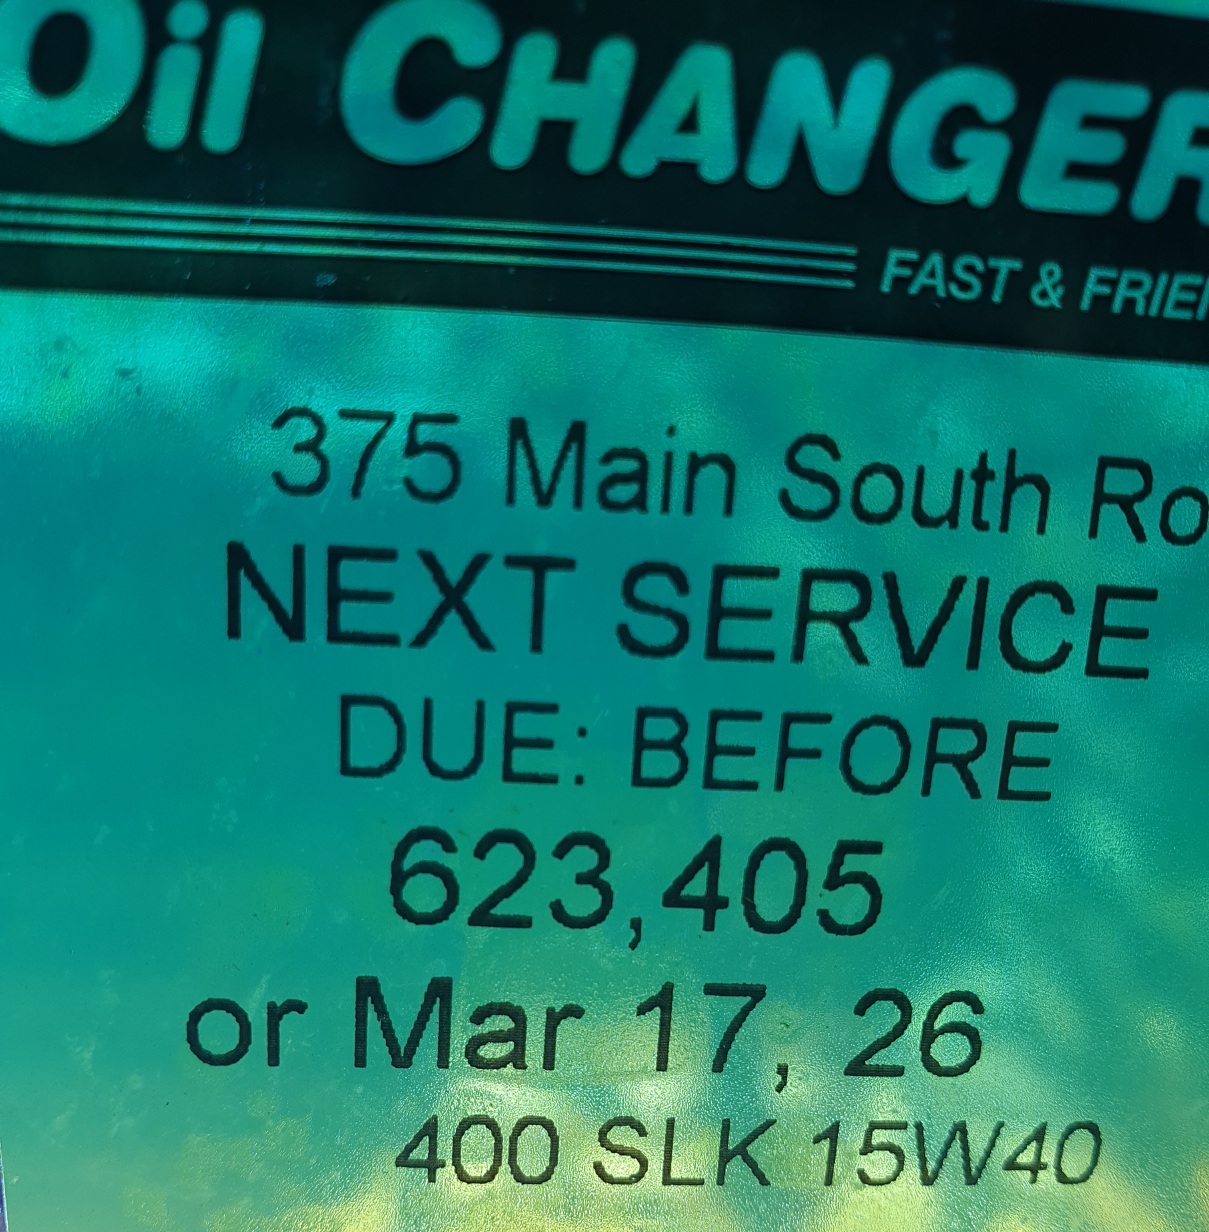 Oil CHANGER
FAST & FRIE
375 Main South Ro
NEXT SERVICE
DUE: BEFORE
623,405
or Mar 17, 26
400 SLK 15W40